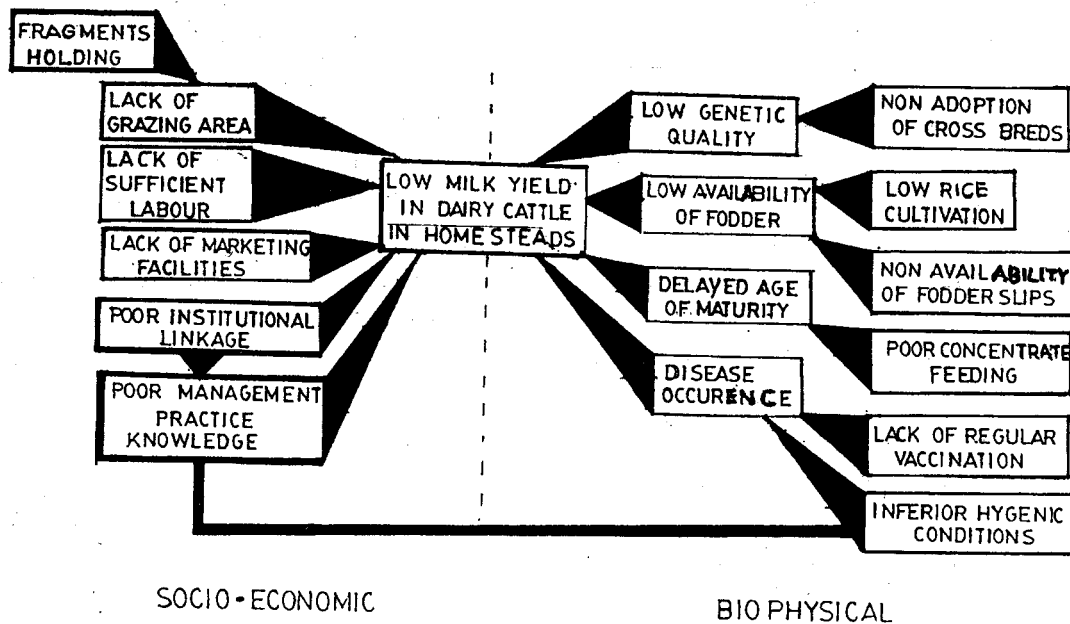 FRAGMENTS
HOLDING
LACK OF
GRAZING AREA
LACK OF
SUFFICIENT
LABOUR
LACK OF MARKETING
FACILITIES
POOR INSTITUTIONAL
LINKAGE
POOR MANAGEMENT
PRACTICE
KNOWLEDGE
LOW MILK YIELD
IN DAIRY CATTLE
IN HOME STEADS
LOW GENETIC
QUALITY
LOW AVAILABILITY
OF FODDER
DELAYED AGE
OF MATURITY
DISEASE
OCCURENCE
NON ADOPTION
OF CROSS BREDS
LOW RICE
CULTIVATION
NON AVAILABILITY
OF FODDER SLIPS
POOR CONCENTRATE
FEEDING
LACK OF REGULAR
VACCINATION
INFERIOR HYGENIC
CONDITIONS
SOCIO-ECONOMIC
BIO PHYSICAL